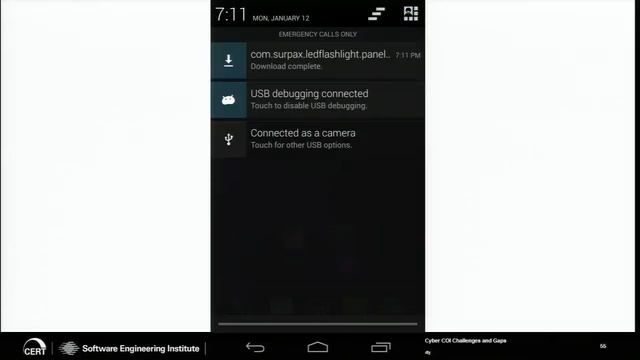 7:11 MON, JANUARY 12
EMERGENCY CALLS ONLY
com.surpax.ledflashlight.panel.. 7:11 PM
Download complete.
USB debugging connected
Touch to disable USB debugging.
Connected as a camera
Touch for other USB options.
CERT Software Engineering Institute
Cyber COI Challenges and Gaps
ity
55